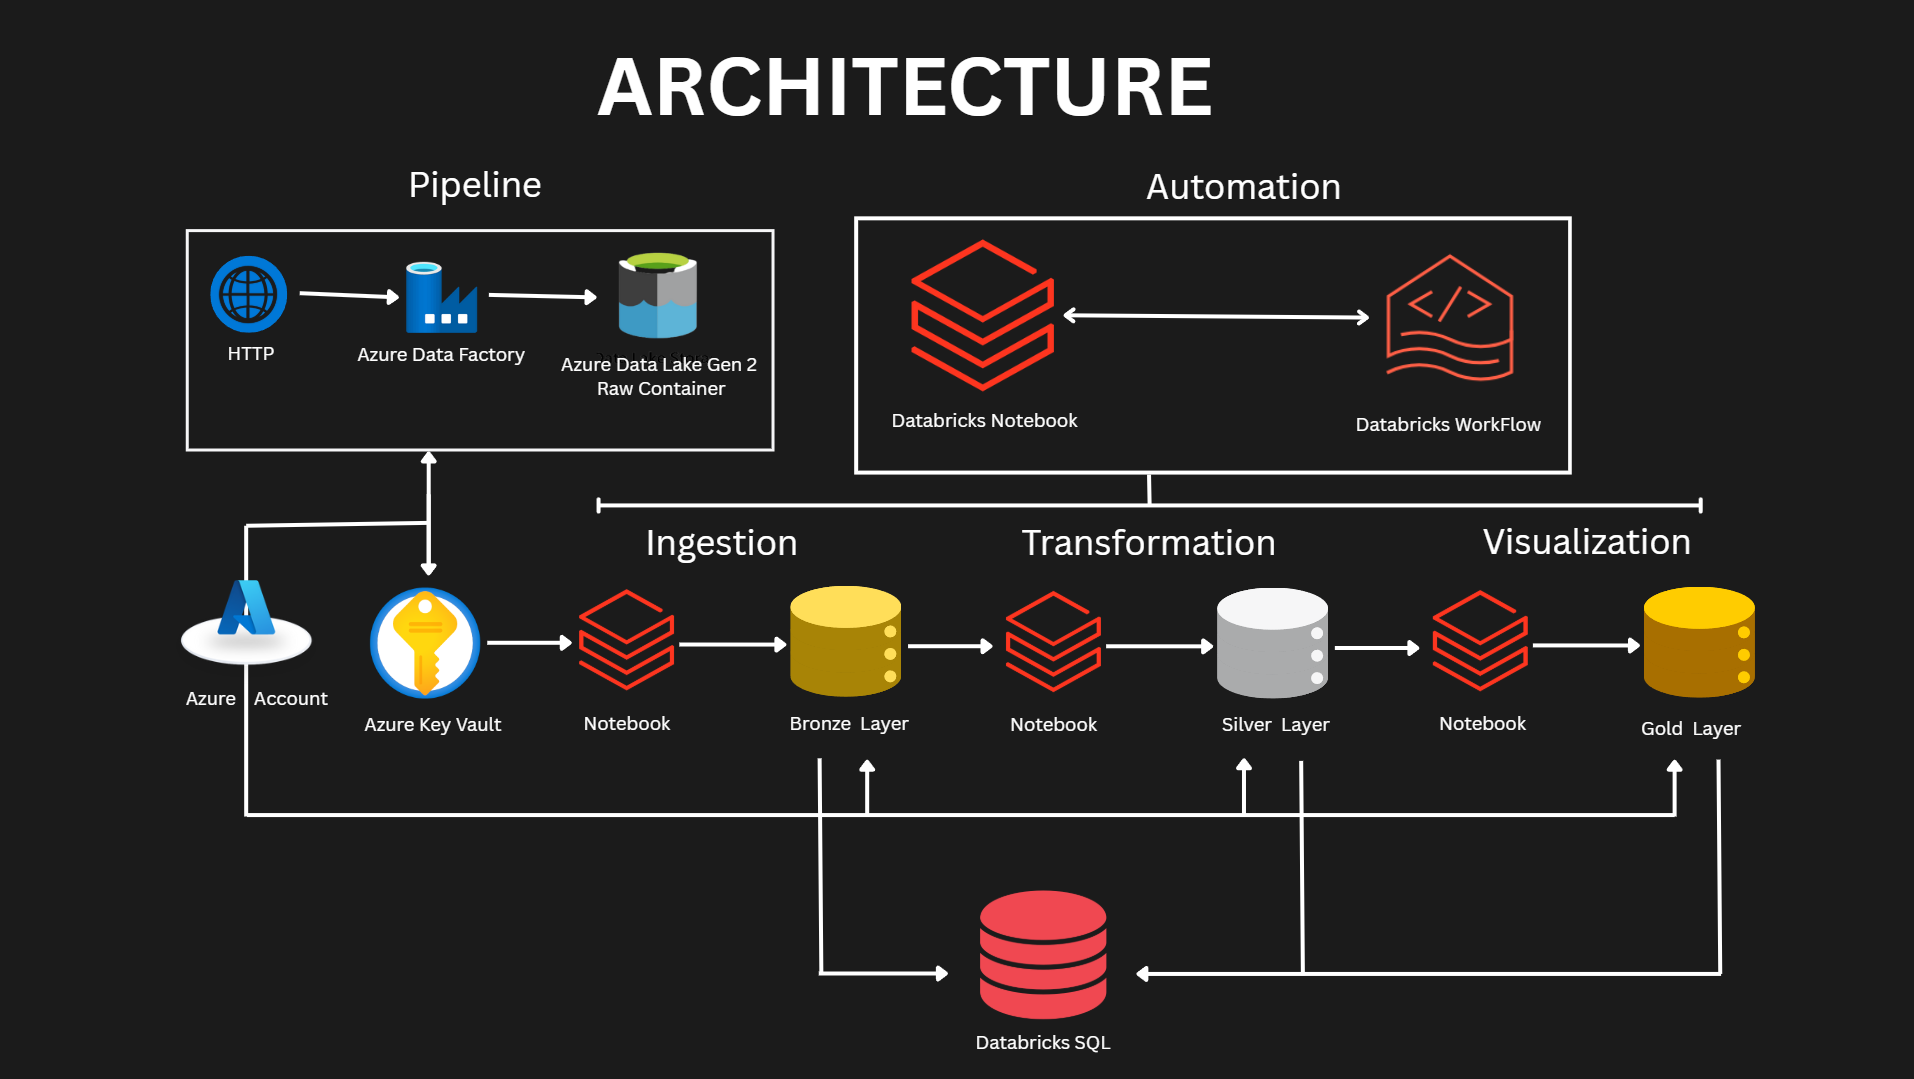 ARCHITECTURE
Pipeline
Automation
HTTP
Azure Data Factory
Azure Data Lake Gen 2
Raw Container
Databricks Notebook
Databricks WorkFlow
Ingestion
Transformation
Visualization
Azure Account
Azure Key Vault
Notebook
Bronze Layer
Notebook
Silver Layer
Notebook
Gold Layer
Databricks SQL